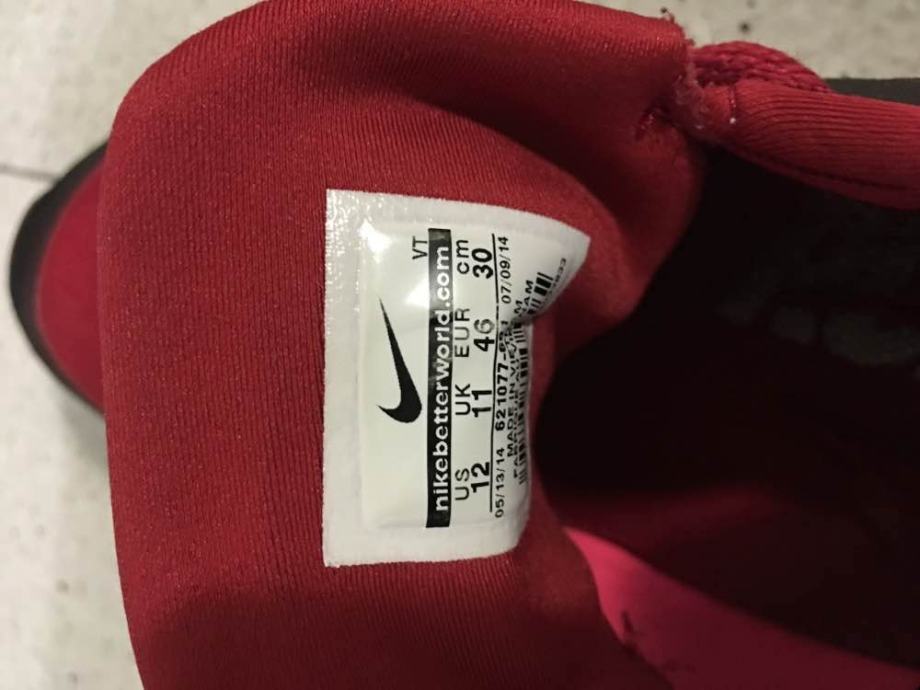 VT
nikebetterworld.com
US UK EUR cm
12 11 46 30
05/13/14 621077- 07/09/14
MADE IN